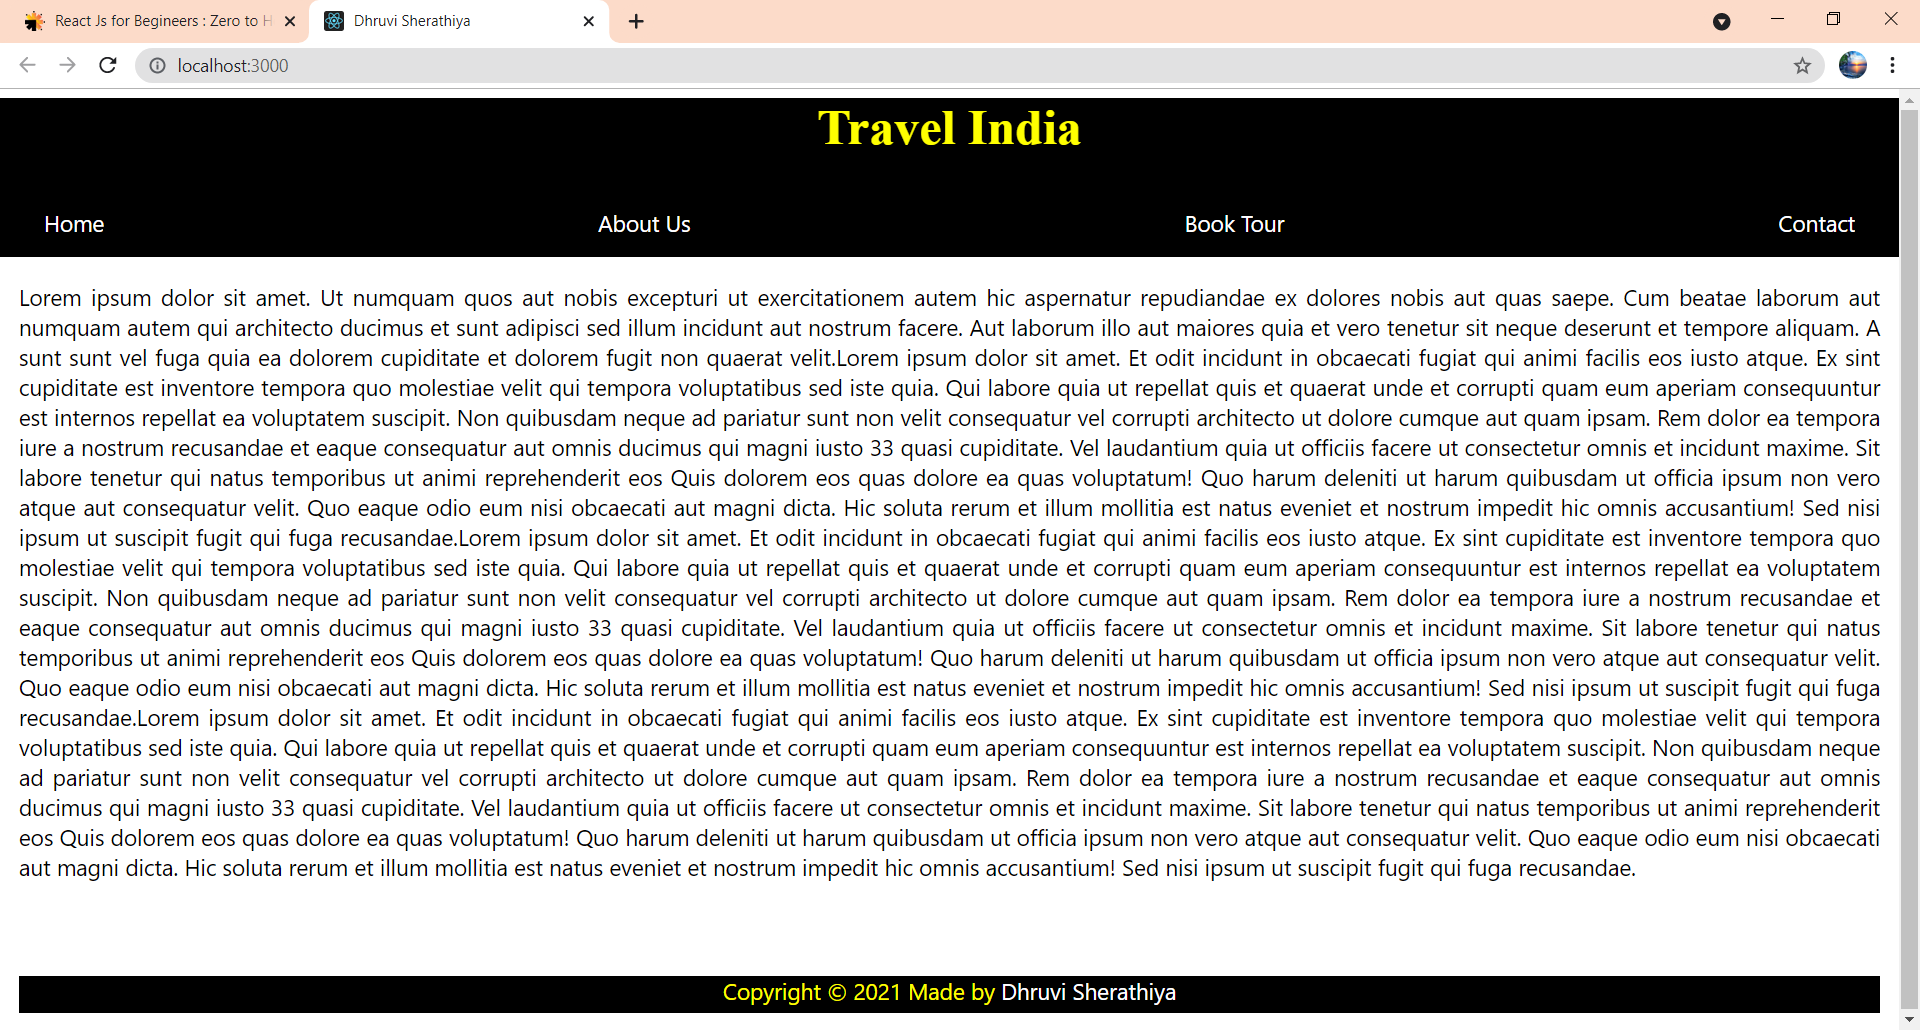 React Js for Begineers : Zero to H
Dhruvi Sherathiya
localhost:3000
Travel India
Home About Us Book Tour Contact
Lorem ipsum dolor sit amet. Ut numquam quos aut nobis excepturi ut exercitationem autem hic aspernatur repudiandae ex dolores nobis aut quas saepe. Cum beatae laborum aut
numquam autem qui architecto ducimus et sunt adipisci sed illum incidunt aut nostrum facere. Aut laborum illo aut maiores quia et vero tenetur sit neque deserunt et tempore aliquam. A
sunt sunt vel fuga quia ea dolorem cupiditate et dolorem fugit non quaerat velit.Lorem ipsum dolor sit amet. Et odit incidunt in obcaecati fugiat qui animi facilis eos iusto atque. Ex sint
cupiditate est inventore tempora quo molestiae velit qui tempora voluptatibus sed iste quia. Qui labore quia ut repellat quis et quaerat unde et corrupti quam eum aperiam consequuntur
est internos repellat ea voluptatem suscipit. Non quibusdam neque ad pariatur sunt non velit consequatur vel corrupti architecto ut dolore cumque aut quam ipsam. Rem dolor ea tempora
iure a nostrum recusandae et eaque consequatur aut omnis ducimus qui magni iusto 33 quasi cupiditate. Vel laudantium quia ut officiis facere ut consectetur omnis et incidunt maxime. Sit
labore tenetur qui natus temporibus ut animi reprehenderit eos Quis dolorem eos quas dolore ea quas voluptatum! Quo harum deleniti ut harum quibusdam ut officia ipsum non vero
atque aut consequatur velit. Quo eaque odio eum nisi obcaecati aut magni dicta. Hic soluta rerum et illum mollitia est natus eveniet et nostrum impedit hic omnis accusantium! Sed nisi
ipsum ut suscipit fugit qui fuga recusandae.Lorem ipsum dolor sit amet. Et odit incidunt in obcaecati fugiat qui animi facilis eos iusto atque. Ex sint cupiditate est inventore tempora quo
molestiae velit qui tempora voluptatibus sed iste quia. Qui labore quia ut repellat quis et quaerat unde et corrupti quam eum aperiam consequuntur est internos repellat ea voluptatem
suscipit. Non quibusdam neque ad pariatur sunt non velit consequatur vel corrupti architecto ut dolore cumque aut quam ipsam. Rem dolor ea tempora iure a nostrum recusandae et
eaque consequatur aut omnis ducimus qui magni iusto 33 quasi cupiditate. Vel laudantium quia ut officiis facere ut consectetur omnis et incidunt maxime. Sit labore tenetur qui natus
temporibus ut animi reprehenderit eos Quis dolorem eos quas dolore ea quas voluptatum! Quo harum deleniti ut harum quibusdam ut officia ipsum non vero atque aut consequatur velit.
Quo eaque odio eum nisi obcaecati aut magni dicta. Hic soluta rerum et illum mollitia est natus eveniet et nostrum impedit hic omnis accusantium! Sed nisi ipsum ut suscipit fugit qui fuga
recusandae.Lorem ipsum dolor sit amet. Et odit incidunt in obcaecati fugiat qui animi facilis eos iusto atque. Ex sint cupiditate est inventore tempora quo molestiae velit qui tempora
voluptatibus sed iste quia. Qui labore quia ut repellat quis et quaerat unde et corrupti quam eum aperiam consequuntur est internos repellat ea voluptatem suscipit. Non quibusdam neque
ad pariatur sunt non velit consequatur vel corrupti architecto ut dolore cumque aut quam ipsam. Rem dolor ea tempora iure a nostrum recusandae et eaque consequatur aut omnis
ducimus qui magni iusto 33 quasi cupiditate. Vel laudantium quia ut officiis facere ut consectetur omnis et incidunt maxime. Sit labore tenetur qui natus temporibus ut animi reprehenderit
eos Quis dolorem eos quas dolore ea quas voluptatum! Quo harum deleniti ut harum quibusdam ut officia ipsum non vero atque aut consequatur velit. Quo eaque odio eum nisi obcaecati
aut magni dicta. Hic soluta rerum et illum mollitia est natus eveniet et nostrum impedit hic omnis accusantium! Sed nisi ipsum ut suscipit fugit qui fuga recusandae.
Copyright © 2021 Made by Dhruvi Sherathiya